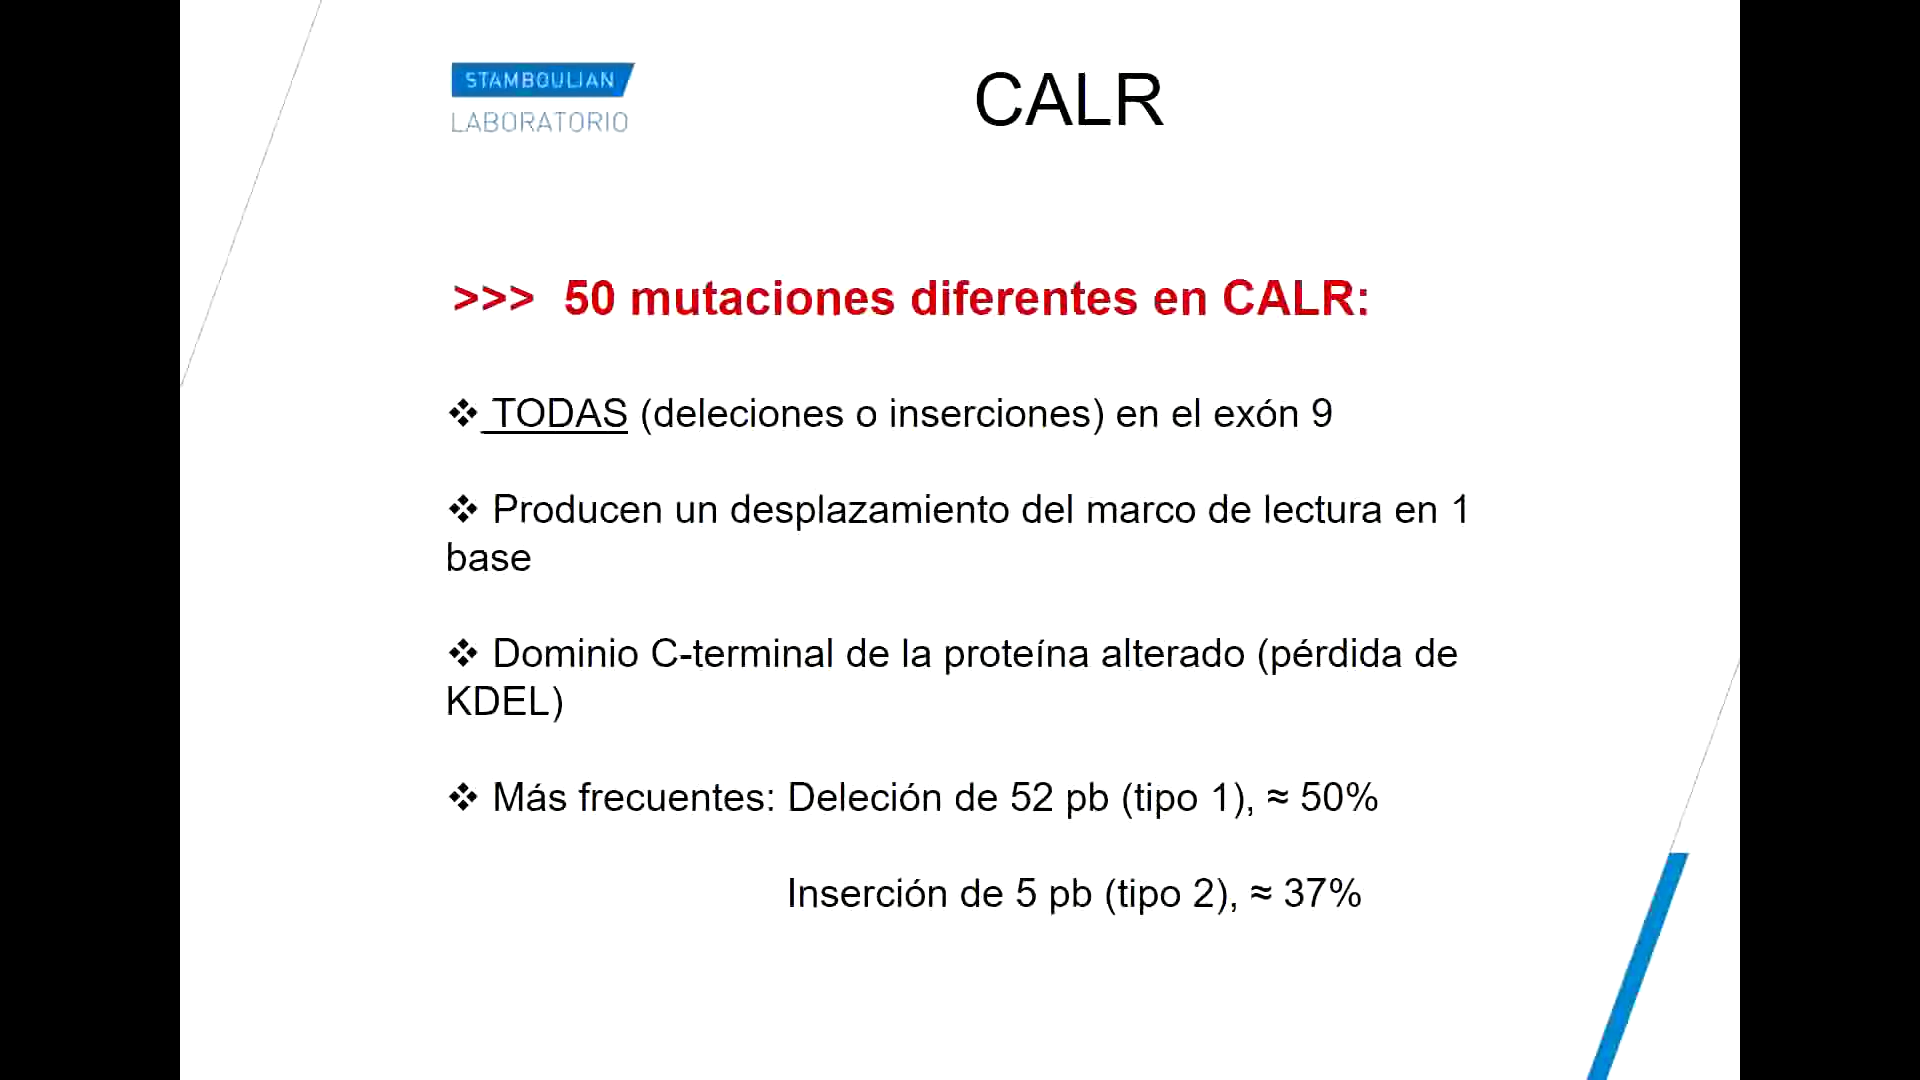 STAMBOULIAN
LABORATORIO
CALR
>>> 50 mutaciones diferentes en CALR:
❖ TODAS (deleciones o inserciones) en el exón 9
❖ Producen un desplazamiento del marco de lectura en 1
base
❖ Dominio C-terminal de la proteína alterado (pérdida de
KDEL)
❖ Más frecuentes: Deleción de 52 pb (tipo 1), ≈ 50%
Inserción de 5 pb (tipo 2), ≈ 37%